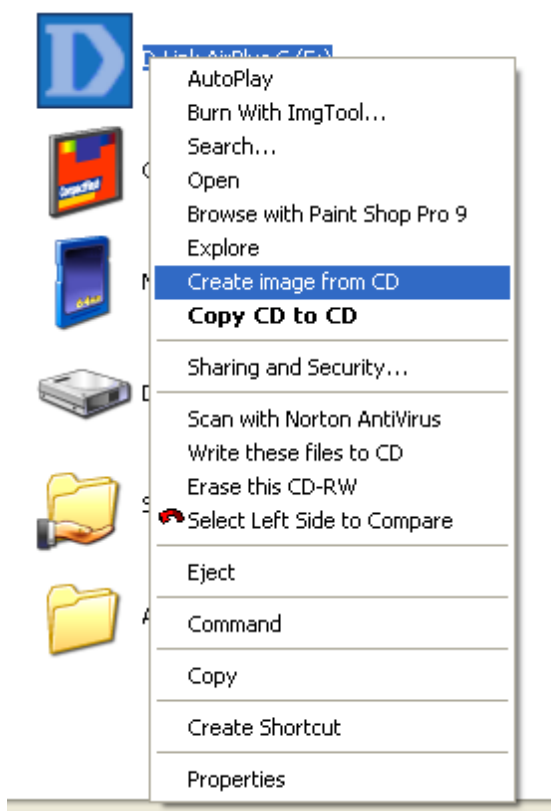 D-Link AirPlus G (E:)
AutoPlay
Burn With ImgTool...
Search...
Open
Browse with Paint Shop Pro 9
Explore
Create image from CD
Copy CD to CD
Sharing and Security...
Scan with Norton AntiVirus
Write these files to CD
Erase this CD-RW
Select Left Side to Compare
Eject
Command
Copy
Create Shortcut
Properties